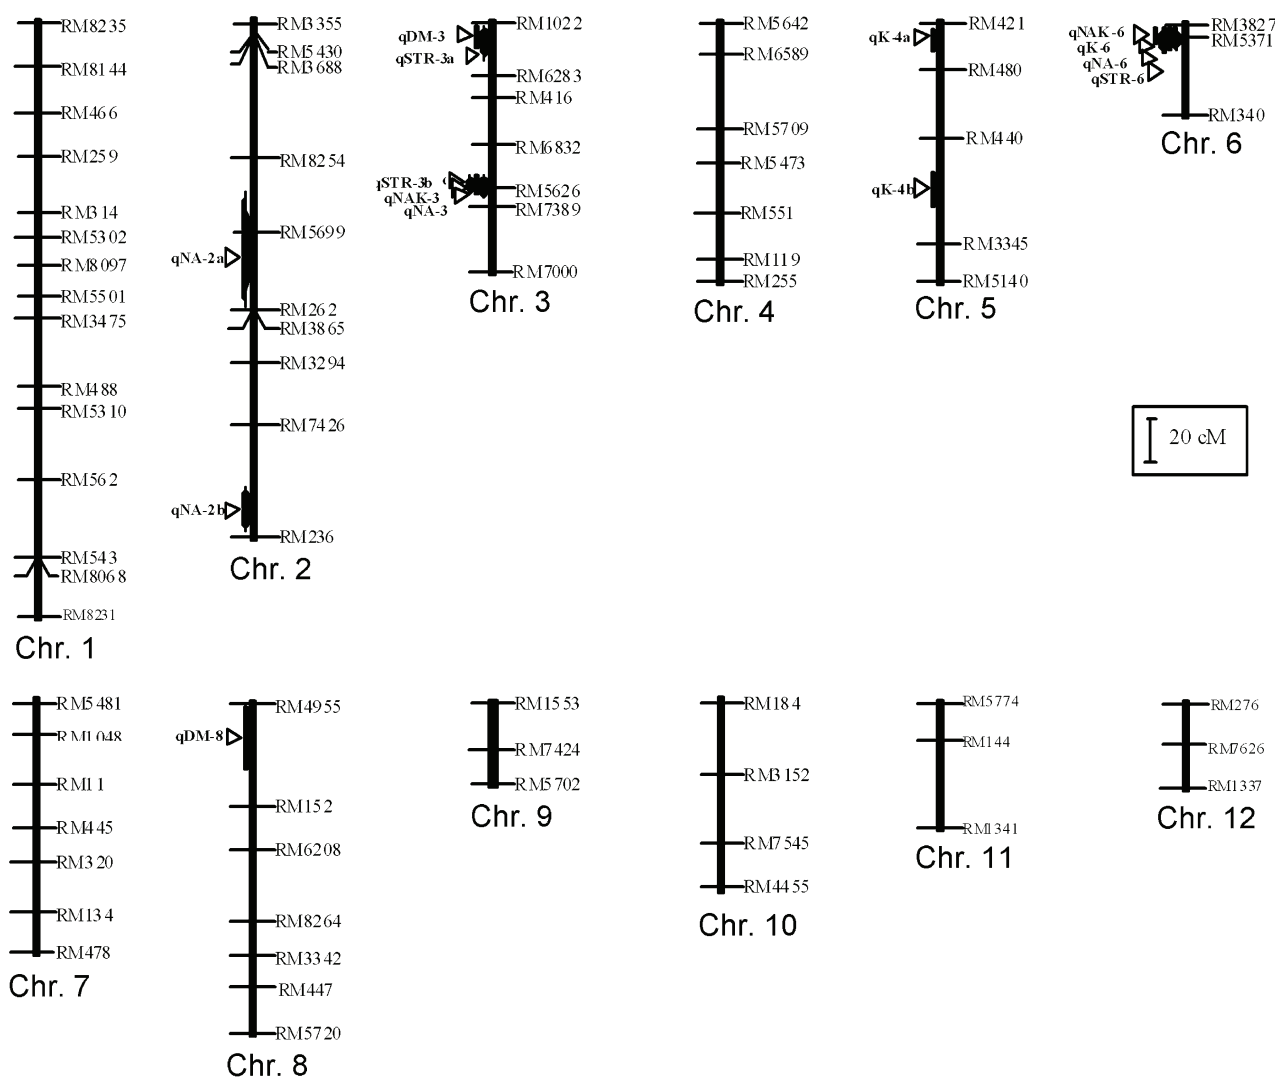 RM8235
RM8144
RM466
RM259
RM314
RM5302
RM8097
RM5501
RM3475
RM488
RM5310
RM562
RM543
RM8068
RM8231
Chr. 1
RM3355
RM5430
RM3688
RM8254
RM5699
qNA-2a
RM262
RM3865
RM3294
RM7426
qNA-2b
RM236
Chr. 2
RM1022
qDM-3
qSTR-3a
RM6283
RM416
RM6832
qSTR-3b
RM5626
qNAK-3
qNA-3
RM7389
RM7000
Chr. 3
RM5642
RM6589
RM5709
RM5473
RM551
RM119
RM255
Chr. 4
RM421
qK-4a
RM480
RM440
qK-4b
RM3345
RM5140
Chr. 5
RM3827
qNAK-6
RM5371
qK-6
qNA-6
qSTR-6
RM340
Chr. 6
20 cM
RM5481
RM1048
RM11
RM445
RM320
RM134
RM478
Chr. 7
RM4955
qDM-8
RM152
RM6208
RM8264
RM3342
RM447
RM5720
Chr. 8
RM1553
RM7424
RM5702
Chr. 9
RM184
RM3152
RM7545
RM4455
Chr. 10
RM5774
RM144
RM1341
Chr. 11
RM276
RM7626
RM1337
Chr. 12